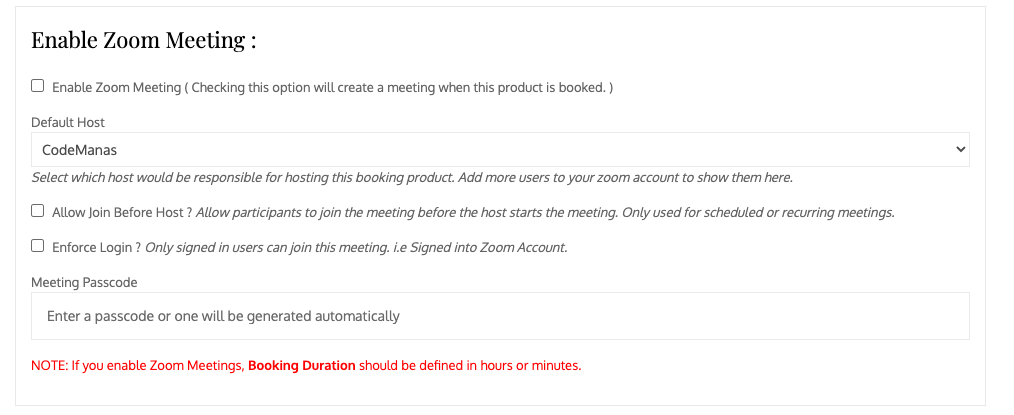 Enable Zoom Meeting :
Enable Zoom Meeting ( Checking this option will create a meeting when this product is booked. )
Default Host
CodeManas
Select which host would be responsible for hosting this booking product. Add more users to your zoom account to show them here.
Allow Join Before Host ? Allow participants to join the meeting before the host starts the meeting. Only used for scheduled or recurring meetings.
Enforce Login ? Only signed in users can join this meeting. i.e Signed into Zoom Account.
Meeting Passcode
Enter a passcode or one will be generated automatically
NOTE: If you enable Zoom Meetings, Booking Duration should be defined in hours or minutes.